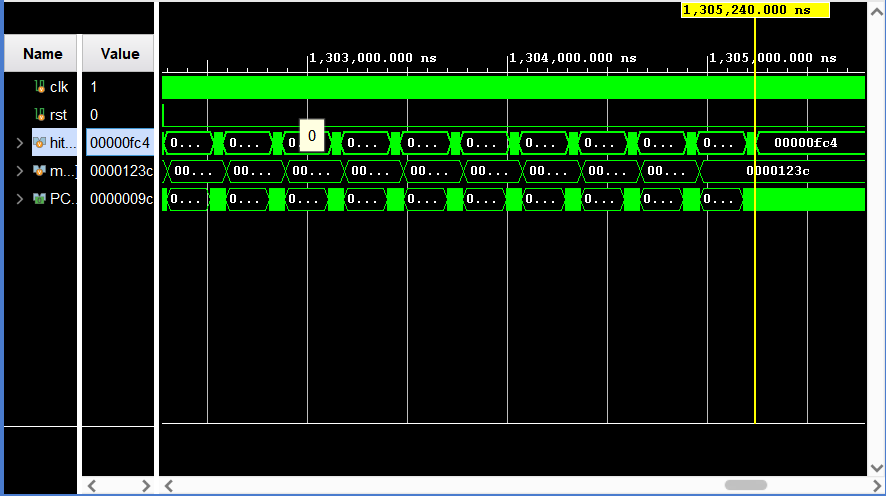 1,305,240.000 ns
Name Value
1,303,000.000 ns 1,304,000.000 ns 1,305,000.000 ns
clk 1
rst 0
0
hit... 00000fc4 0... 0... 0... 0... 0... 0... 0... 0... 0... 0... 00000fc4
m...] 0000123c 00... 00... 00... 00... 00... 00... 00... 00... 00... 0000123c
PC... 0000009c 0... 0... 0... 0... 0... 0... 0... 0... 0... 0...